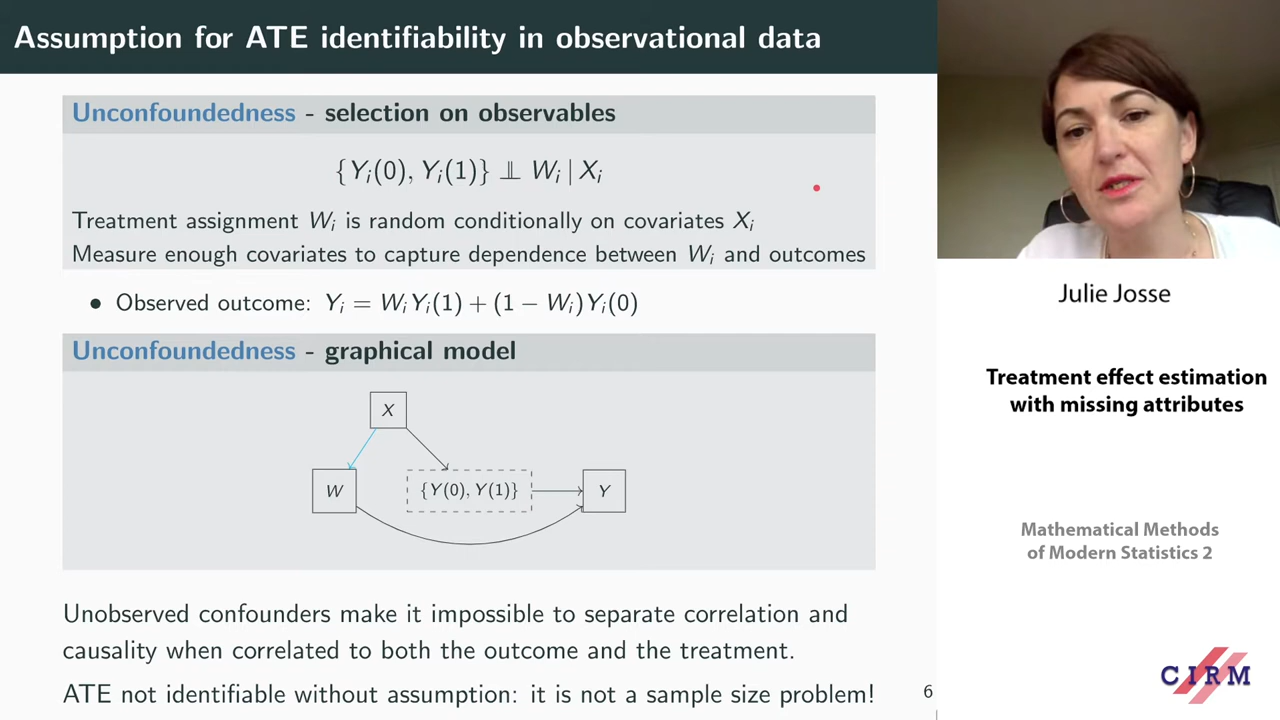 Assumption for ATE identifiability in observational data
Unconfoundedness - selection on observables
{Yᵢ(0), Yᵢ(1)} ⫫ Wᵢ | Xᵢ
Treatment assignment Wᵢ is random conditionally on covariates Xᵢ
Measure enough covariates to capture dependence between Wᵢ and outcomes
• Observed outcome: Yᵢ = WᵢYᵢ(1) + (1 − Wᵢ)Yᵢ(0)
Unconfoundedness - graphical model
X
W
{Y(0), Y(1)}
Y
Unobserved confounders make it impossible to separate correlation and
causality when correlated to both the outcome and the treatment.
ATE not identifiable without assumption: it is not a sample size problem!
6
Julie Josse
Treatment effect estimation
with missing attributes
Mathematical Methods
of Modern Statistics 2
CIRM